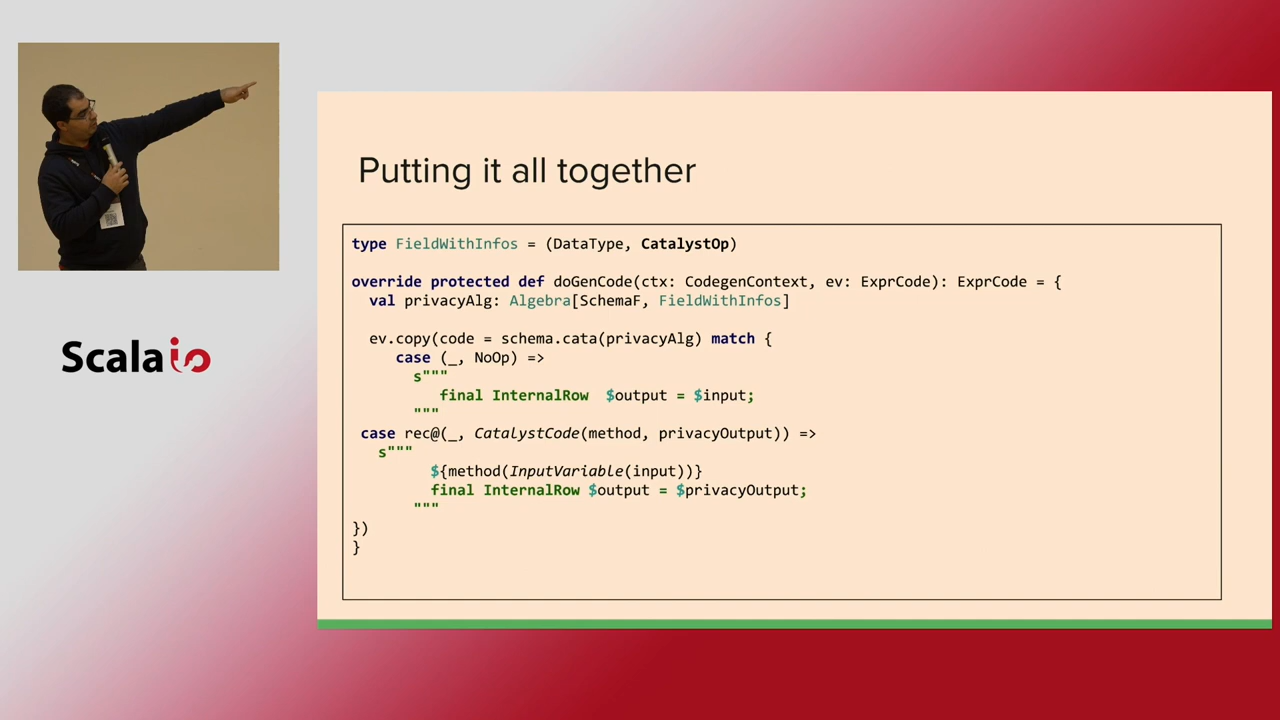 Scala io
Putting it all together
type FieldWithInfos = (DataType, CatalystOp)
override protected def doGenCode(ctx: CodegenContext, ev: ExprCode): ExprCode = {
val privacyAlg: Algebra[SchemaF, FieldWithInfos]
ev.copy(code = schema.cata(privacyAlg) match {
case (_, NoOp) =>
s"""
final InternalRow $output = $input;
"""
case rec@(_, CatalystCode(method, privacyOutput)) =>
s"""
${method(InputVariable(input))}
final InternalRow $output = $privacyOutput;
"""
})
}